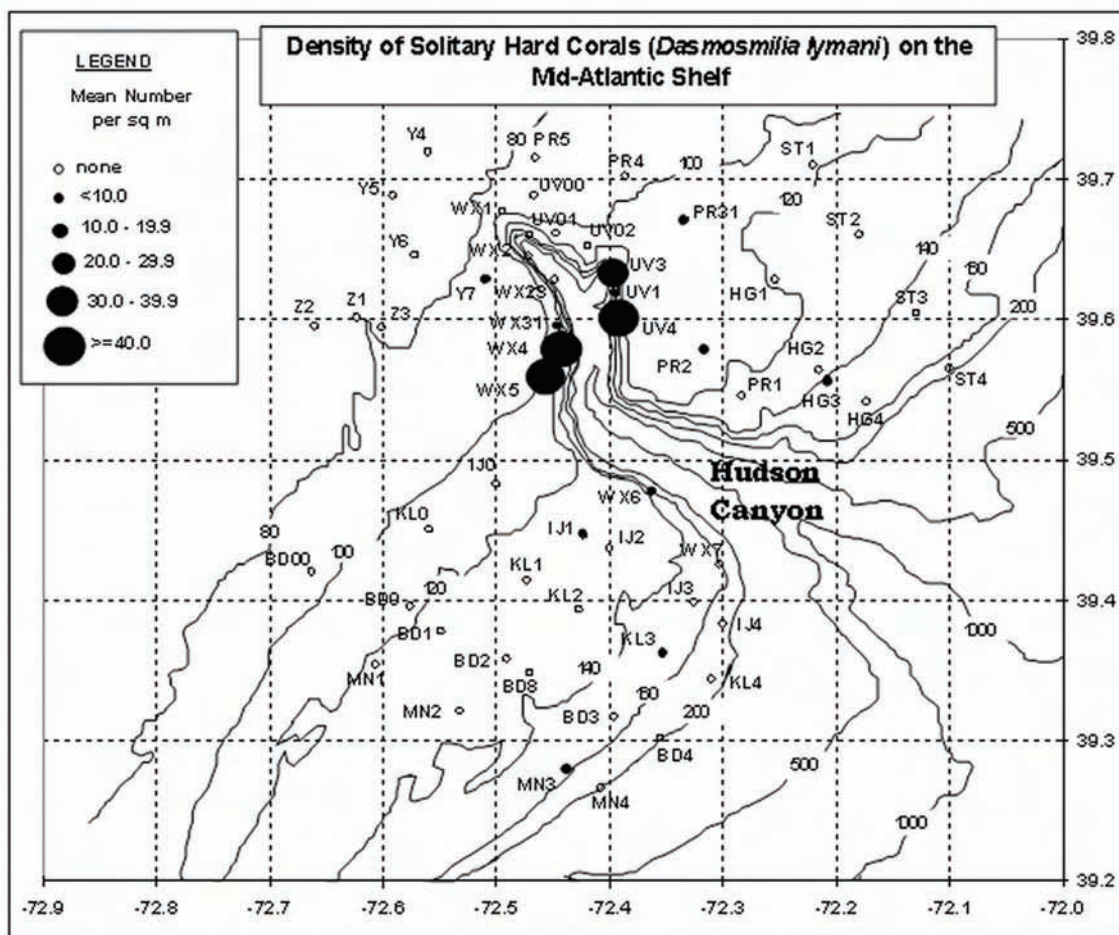 Density of Solitary Hard Corals (Dasmosmilia lymani) on the
Mid-Atlantic Shelf
LEGEND
Mean Number
per sq m
none
<10.0
10.0 - 19.9
20.0 - 29.9
30.0 - 39.9
>=40.0
39.8
39.7
39.6
39.5
39.4
39.3
39.2
Y4
80
PR5
PR4
100
ST1
Y5
UV00
WX1
UV01
UV02
PR31
120
ST2
Y6
WX2
UV3
140
160
Y7
WX23
UV1
HG1
ST3
200
Z2
Z1
Z3
WX31
UV4
WX4
PR2
HG2
WX5
PR1
HG3
HG4
ST4
500
IJ0
Hudson
WX6
Canyon
KL0
80
100
BD00
IJ1
IJ2
WX7
120
KL1
BD0
KL2
IJ3
BD1
IJ4
1000
KL3
MN1
BD2
140
BD8
160
KL4
MN2
BD3
200
BD4
500
MN3
MN4
1000
-72.9
-72.8
-72.7
-72.6
-72.5
-72.4
-72.3
-72.2
-72.1
-72.0